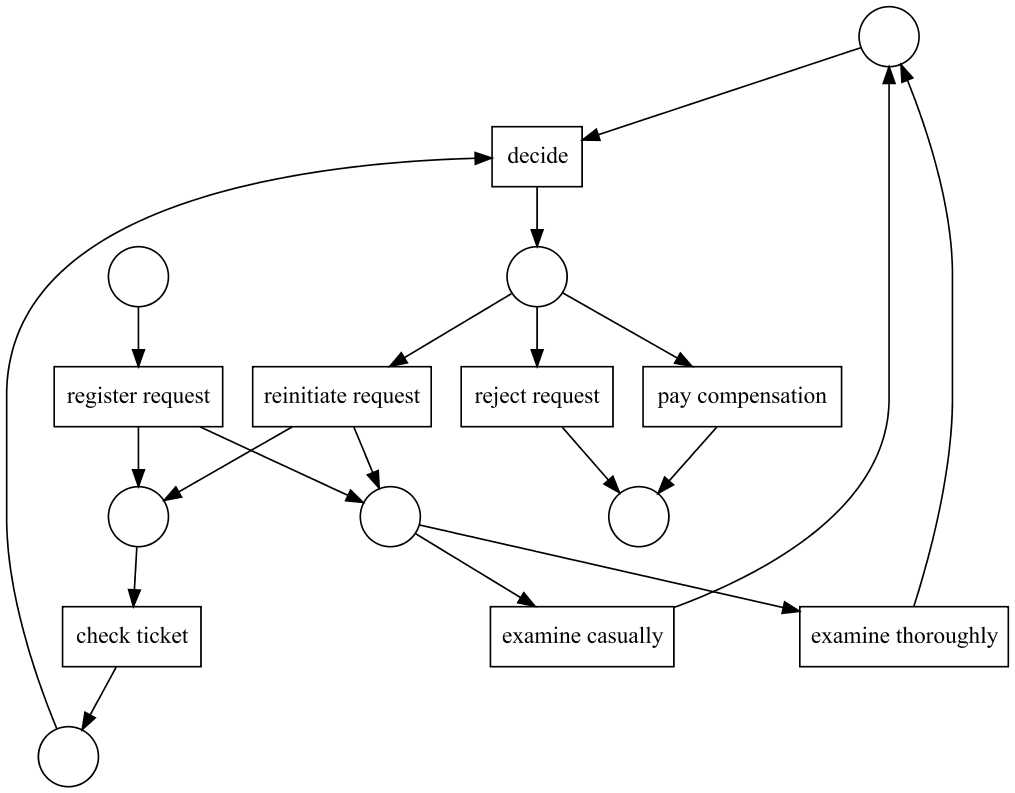 decide
register request
reinitiate request
reject request
pay compensation
check ticket
examine casually
examine thoroughly